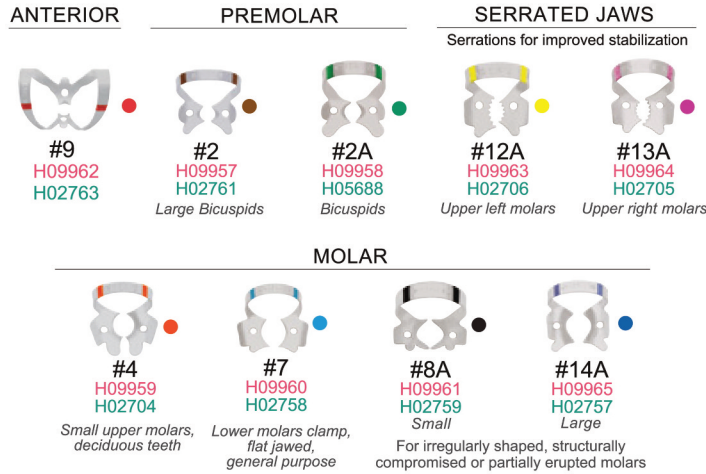 ANTERIOR
#9
H09962
H02763
PREMOLAR
#2
H09957
H02761
Large Bicuspids
#2A
H09958
H05688
Bicuspids
SERRATED JAWS
Serrations for improved stabilization
#12A
H09963
H02706
Upper left molars
#13A
H09964
H02705
Upper right molars
MOLAR
#4
H09959
H02704
Small upper molars,
deciduous teeth
#7
H09960
H02758
Lower molars clamp,
flat jawed,
general purpose
#8A
H09961
H02759
Small
#14A
H09965
H02757
Large
For irregularly shaped, structurally
compromised or partially erupted molars